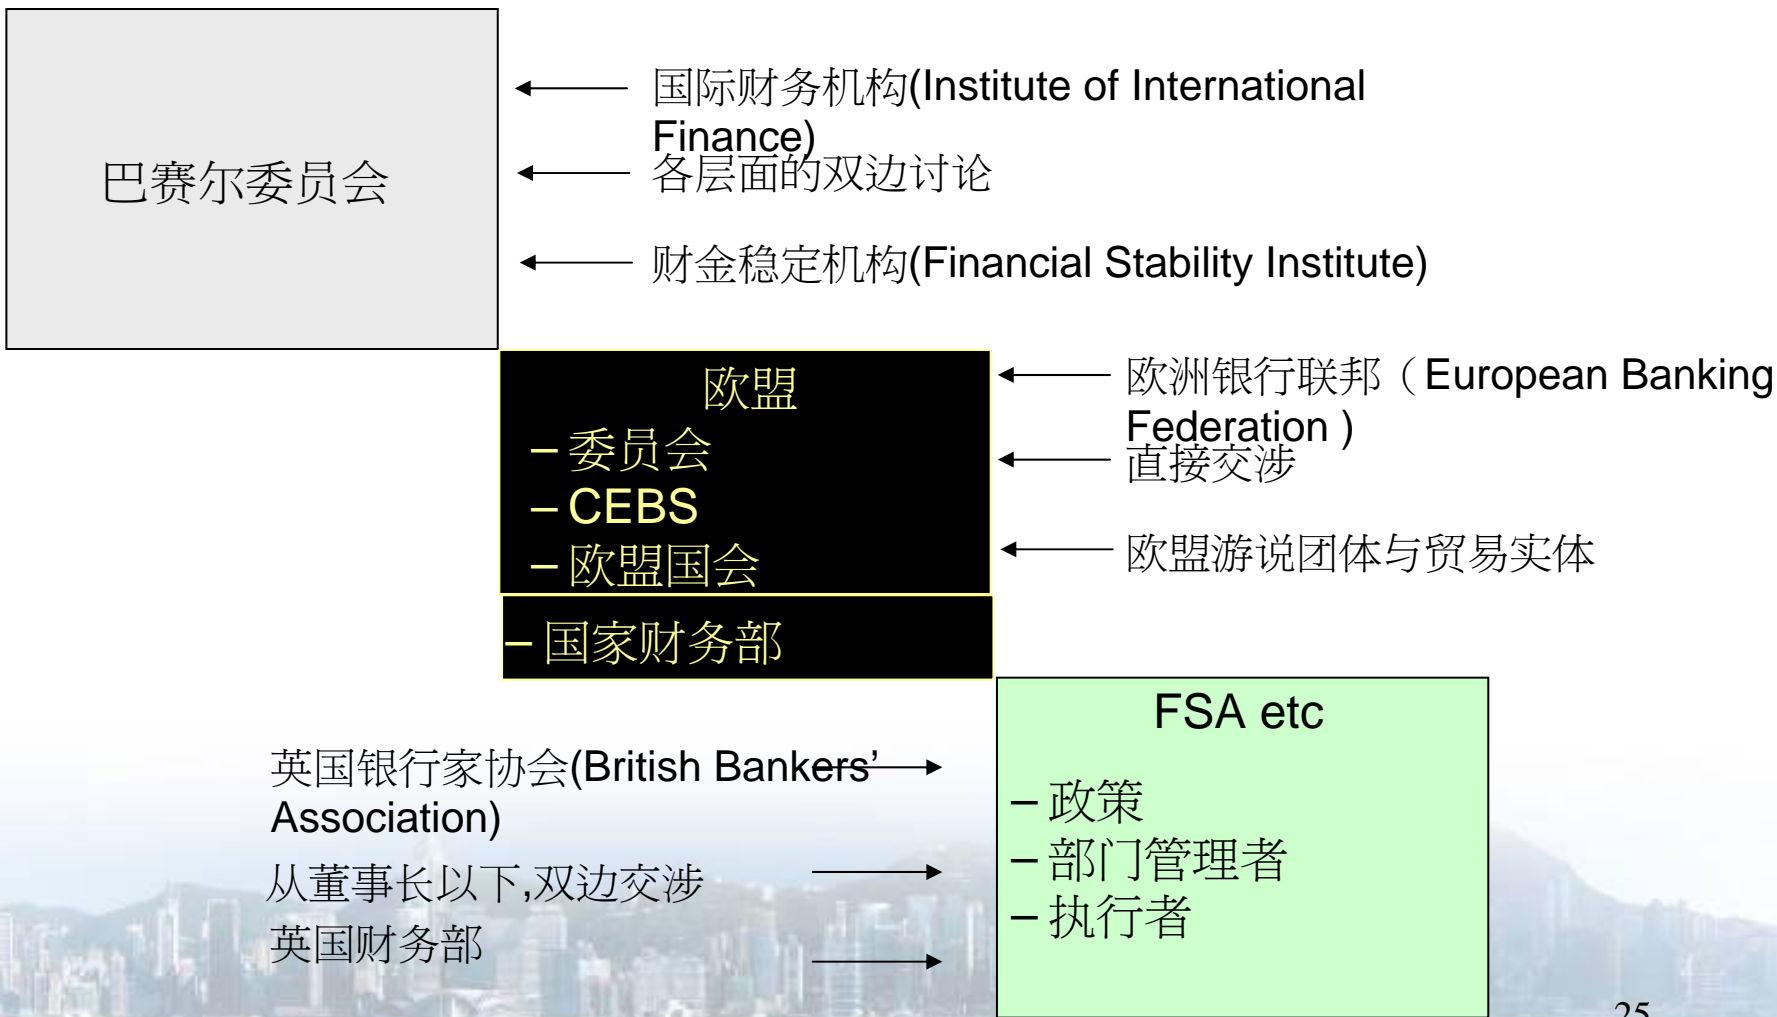 巴赛尔委员会
国际财务机构(Institute of International
Finance)
各层面的双边讨论
财金稳定机构(Financial Stability Institute)
欧盟
– 委员会
– CEBS
– 欧盟国会
– 国家财务部
欧洲银行联邦（European Banking
Federation )
直接交涉
欧盟游说团体与贸易实体
FSA etc
– 政策
– 部门管理者
– 执行者
英国银行家协会(British Bankers’
Association)
从董事长以下,双边交涉
英国财务部
25